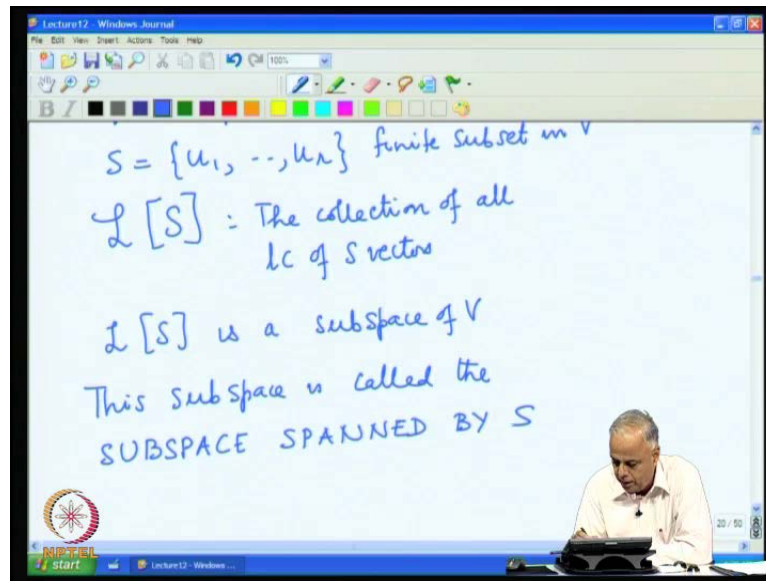 Lecture12 - Windows Journal
File Edit View Insert Actions Tools Help
100%
B I
S = {u₁, --, uᵣ} finite subset in V
L [S] : The collection of all
lc of S vectors
L [S] is a subspace of V
This subspace is called the
SUBSPACE SPANNED BY S
20 / 50
NPTEL
start
Lecture12 - Windows ...